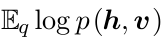 𝔼_q log p(𝒉, 𝒗)